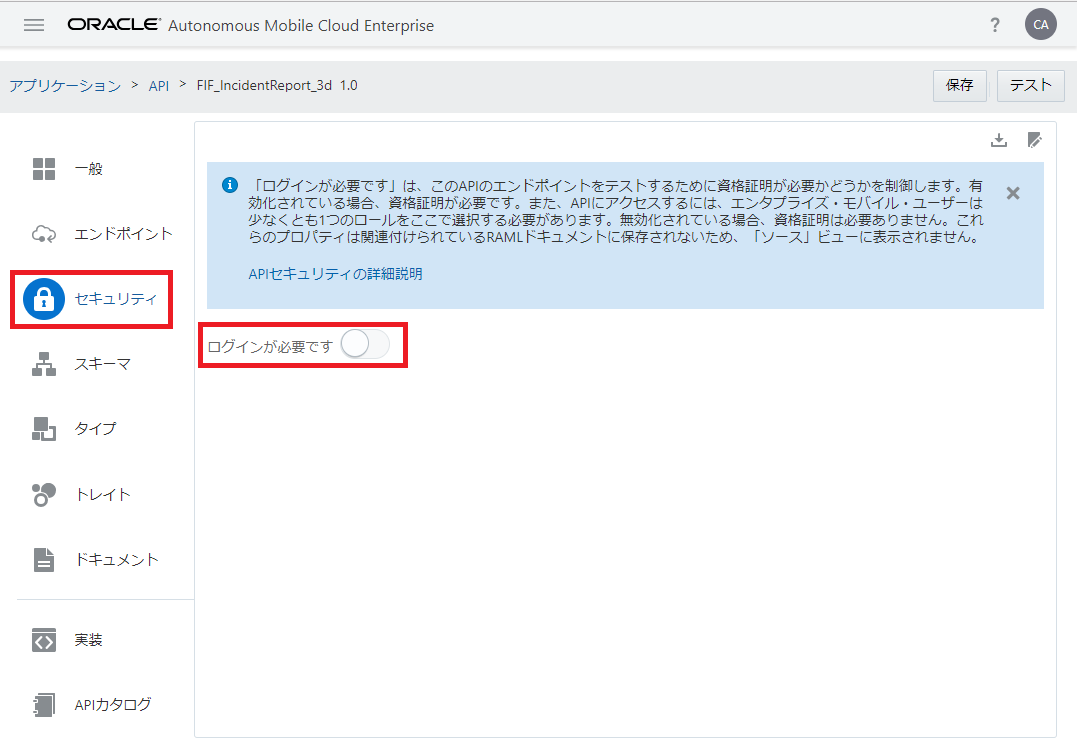 ORACLE® Autonomous Mobile Cloud Enterprise
?
CA
アプリケーション > API > FIF_IncidentReport_3d 1.0
保存
テスト
一般
エンドポイント
セキュリティ
スキーマ
タイプ
トレイト
ドキュメント
実装
APIカタログ
「ログインが必要です」は、このAPIのエンドポイントをテストするために資格証明が必要かどうかを制御します。有
効化されている場合、資格証明が必要です。また、APIにアクセスするには、エンタプライズ・モバイル・ユーザーは
少なくとも1つのロールをここで選択する必要があります。無効化されている場合、資格証明は必要ありません。これ
らのプロパティは関連付けられているRAMLドキュメントに保存されないため、「ソース」ビューに表示されません。
APIセキュリティの詳細説明
ログインが必要です